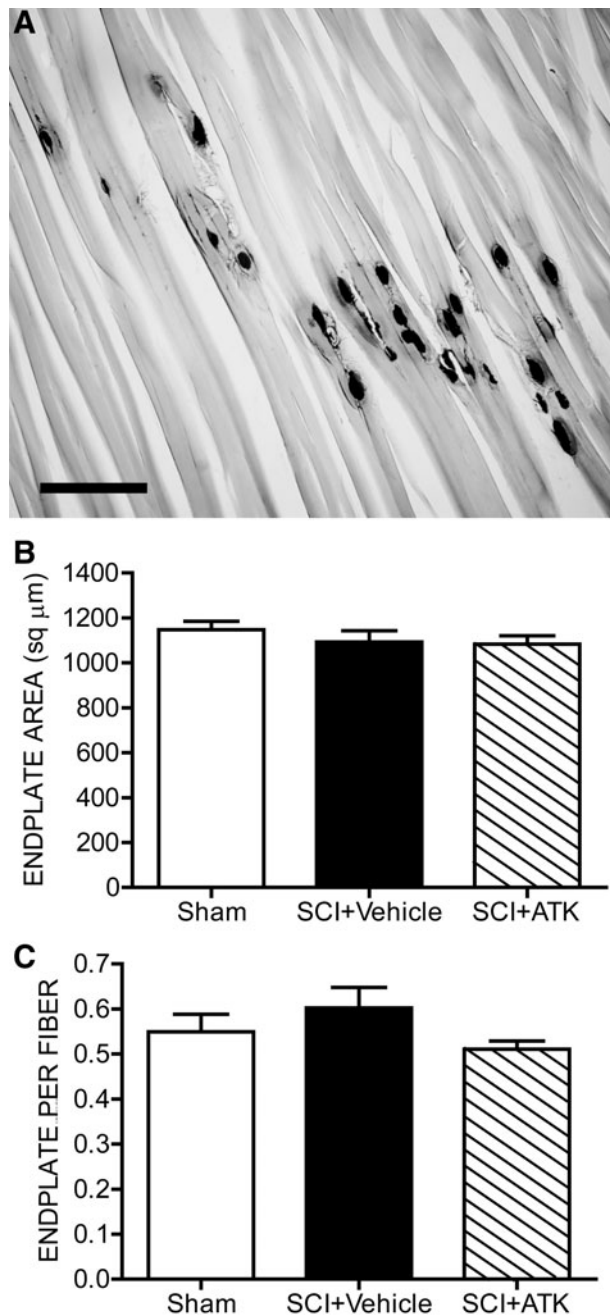 A
B
ENDPLATE AREA (sq μm)
1400
1200
1000
800
600
400
200
0
Sham SCI+Vehicle SCI+ATK
C
ENDPLATE PER FIBER
0.7
0.6
0.5
0.4
0.3
0.2
0.1
0.0
Sham SCI+Vehicle SCI+ATK